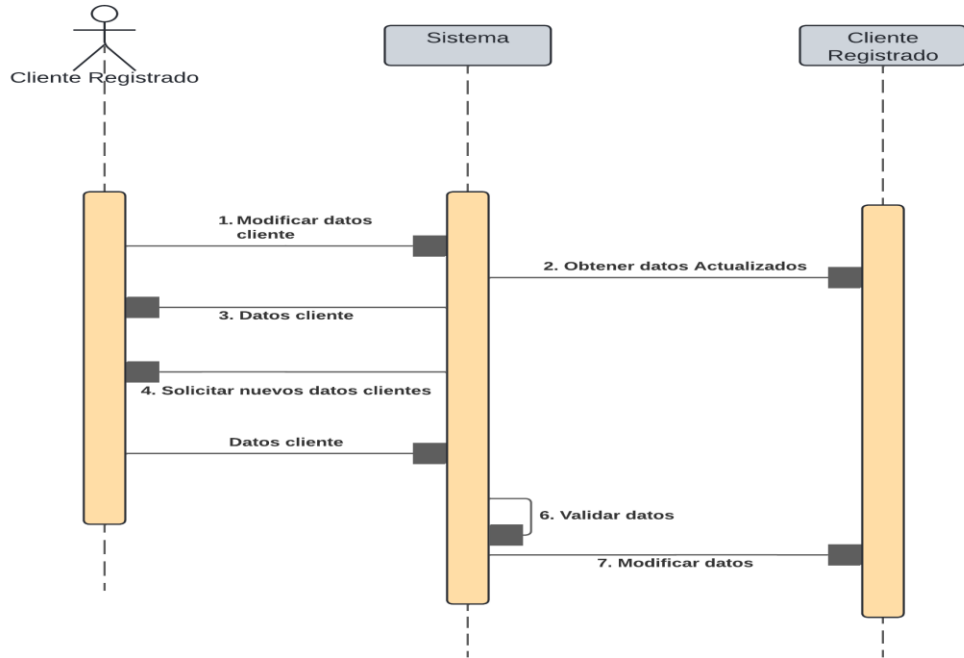 Sistema
Cliente
Registrado
Cliente Registrado
1. Modificar datos
cliente
2. Obtener datos Actualizados
3. Datos cliente
4. Solicitar nuevos datos clientes
Datos cliente
6. Validar datos
7. Modificar datos